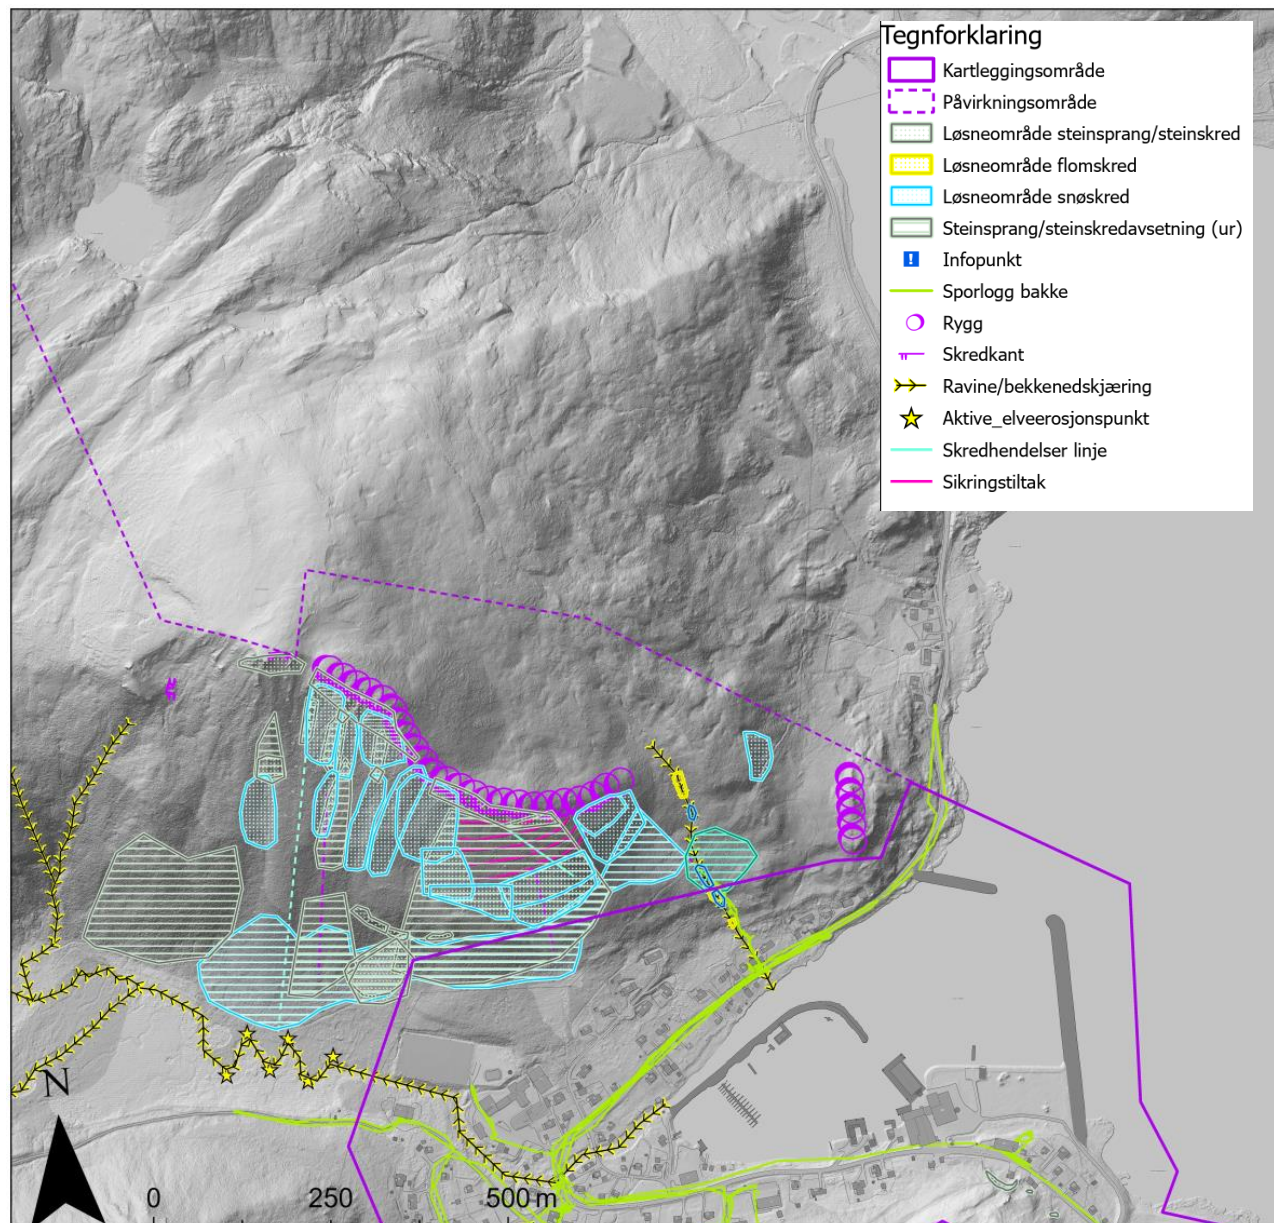 Tegnforklaring
Kartleggingsområde
Påvirkningsområde
Løsneområde steinsprang/steinskred
Løsneområde flomskred
Løsneområde snøskred
Steinsprang/steinskredavsetning (ur)
Infopunkt
Sporlogg bakke
Rygg
Skredkant
Ravine/bekkenedskjæring
Aktive_elveerosjonspunkt
Skredhendelser linje
Sikringstiltak
N
0 250 500 m